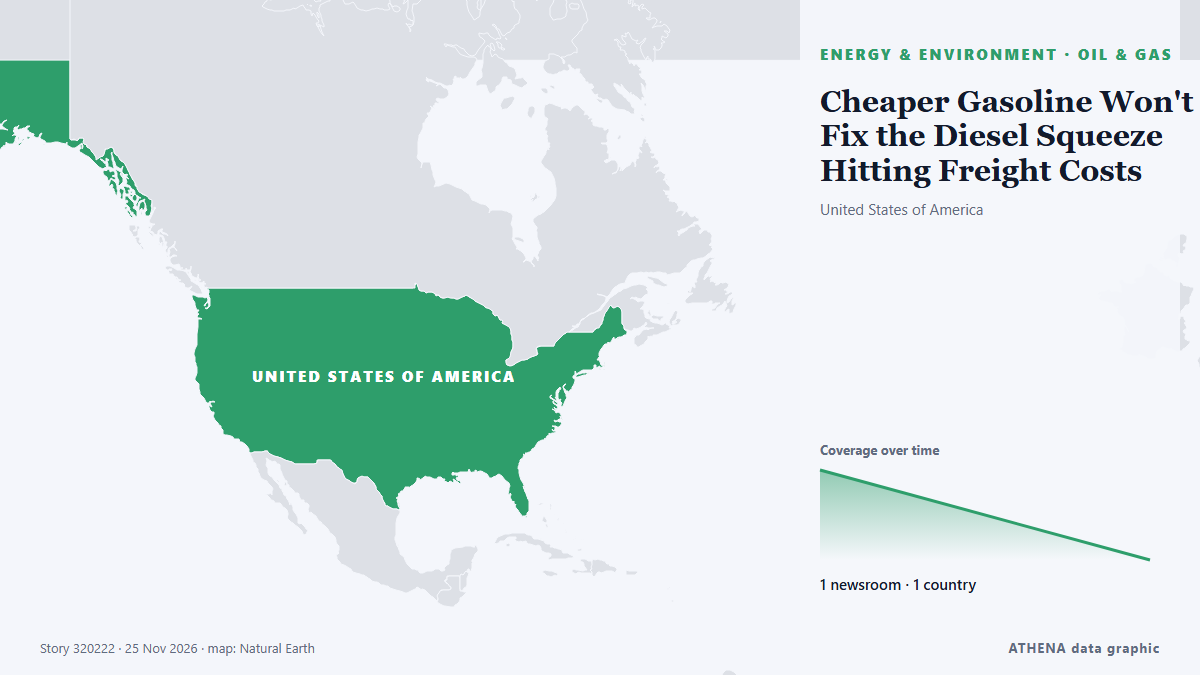 ENERGY & ENVIRONMENT · OIL & GAS
Cheaper Gasoline Won't
Fix the Diesel Squeeze
Hitting Freight Costs
United States of America
UNITED STATES OF AMERICA
Coverage over time
1 newsroom · 1 country
Story 320222 · 25 Nov 2026 · map: Natural Earth
ATHENA data graphic